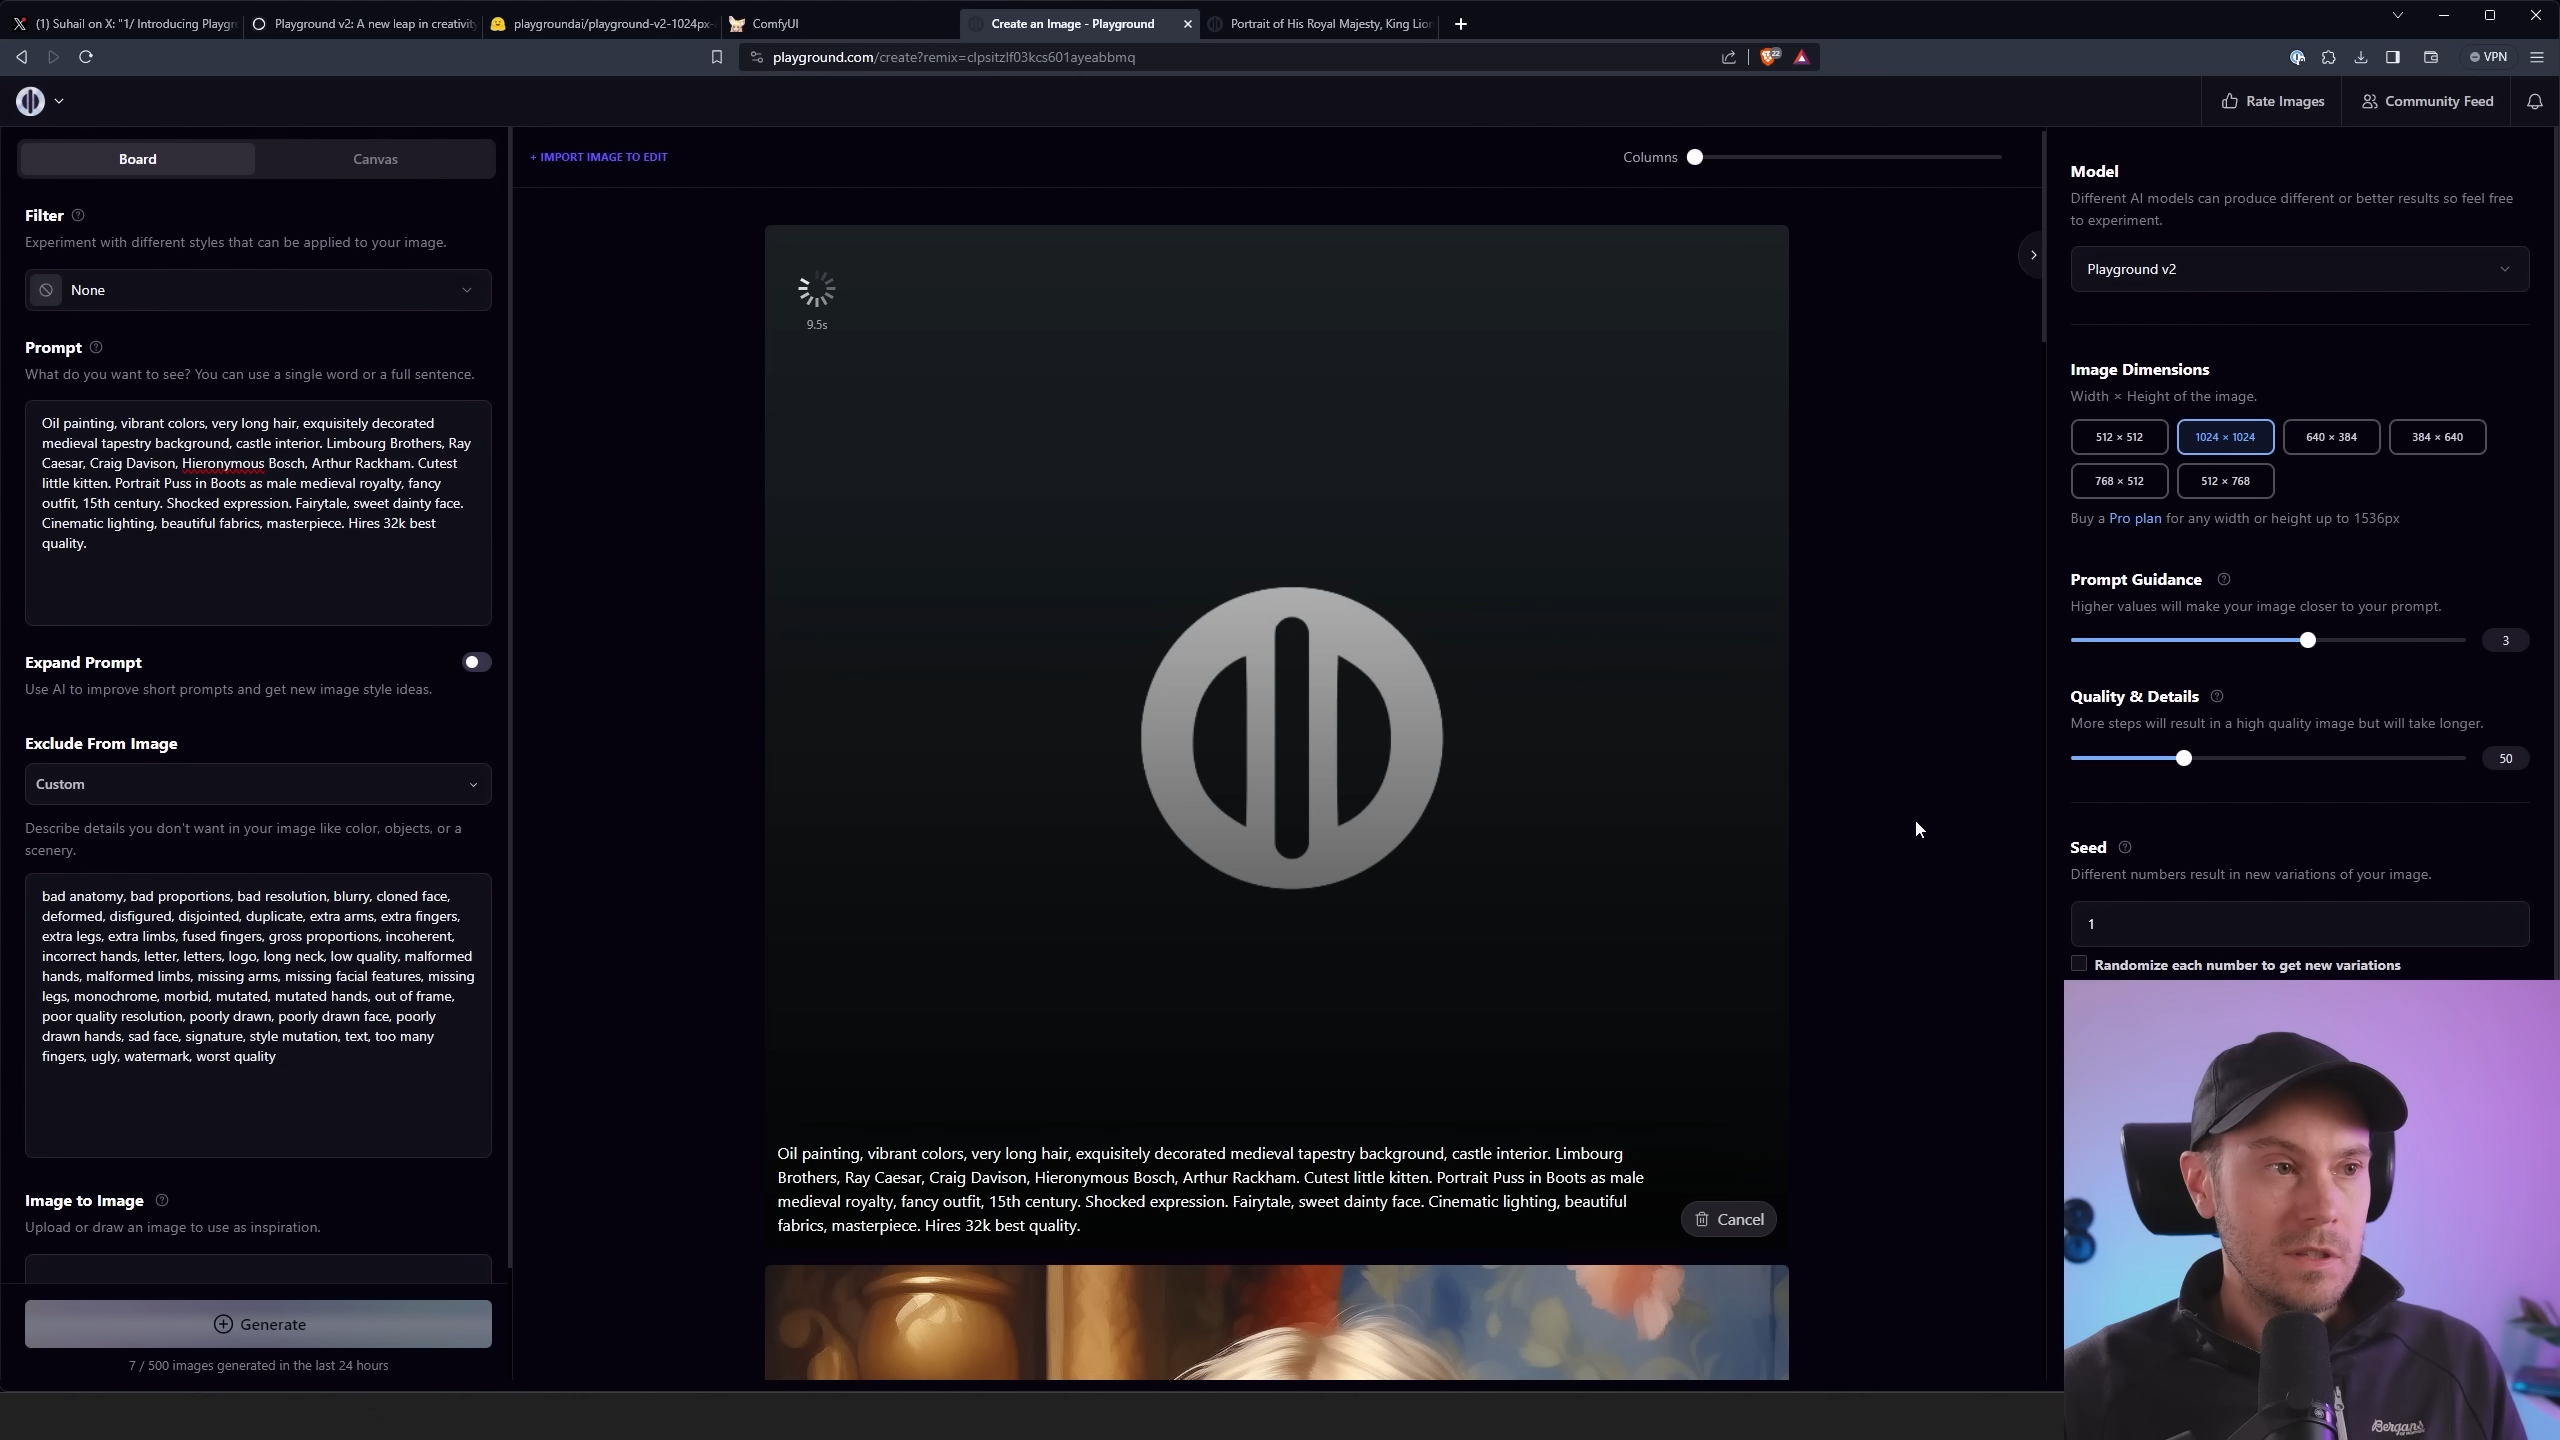 (1) Suhail on X: "1/ Introducing Playgr
Playground v2: A new leap in creativity
playgroundai/playground-v2-1024px-
ComfyUI
Create an Image - Playground
Portrait of His Royal Majesty, King Lio
playground.com/create?remix=clpsitzlf03kcs601ayeabbmq
22
VPN
Rate Images
Community Feed
Board
Canvas
+ IMPORT IMAGE TO EDIT
Columns
Filter
Experiment with different styles that can be applied to your image.
None
Prompt
What do you want to see? You can use a single word or a full sentence.
Oil painting, vibrant colors, very long hair, exquisitely decorated
medieval tapestry background, castle interior. Limbourg Brothers, Ray
Caesar, Craig Davison, Hieronymous Bosch, Arthur Rackham. Cutest
little kitten. Portrait Puss in Boots as male medieval royalty, fancy
outfit, 15th century. Shocked expression. Fairytale, sweet dainty face.
Cinematic lighting, beautiful fabrics, masterpiece. Hires 32k best
quality.
Expand Prompt
Use AI to improve short prompts and get new image style ideas.
Exclude From Image
Custom
Describe details you don't want in your image like color, objects, or a
scenery.
bad anatomy, bad proportions, bad resolution, blurry, cloned face,
deformed, disfigured, disjointed, duplicate, extra arms, extra fingers,
extra legs, extra limbs, fused fingers, gross proportions, incoherent,
incorrect hands, letter, letters, logo, long neck, low quality, malformed
hands, malformed limbs, missing arms, missing facial features, missing
legs, monochrome, morbid, mutated, mutated hands, out of frame,
poor quality resolution, poorly drawn, poorly drawn face, poorly
drawn hands, sad face, signature, style mutation, text, too many
fingers, ugly, watermark, worst quality
Image to Image
Upload or draw an image to use as inspiration.
Generate
7 / 500 images generated in the last 24 hours
9.5s
Oil painting, vibrant colors, very long hair, exquisitely decorated medieval tapestry background, castle interior. Limbourg
Brothers, Ray Caesar, Craig Davison, Hieronymous Bosch, Arthur Rackham. Cutest little kitten. Portrait Puss in Boots as male
medieval royalty, fancy outfit, 15th century. Shocked expression. Fairytale, sweet dainty face. Cinematic lighting, beautiful
fabrics, masterpiece. Hires 32k best quality.
Cancel
Model
Different AI models can produce different or better results so feel free
to experiment.
Playground v2
Image Dimensions
Width × Height of the image.
512 × 512
1024 × 1024
640 × 384
384 × 640
768 × 512
512 × 768
Buy a Pro plan for any width or height up to 1536px
Prompt Guidance
Higher values will make your image closer to your prompt.
3
Quality & Details
More steps will result in a high quality image but will take longer.
50
Seed
Different numbers result in new variations of your image.
1
Randomize each number to get new variations
Bergans